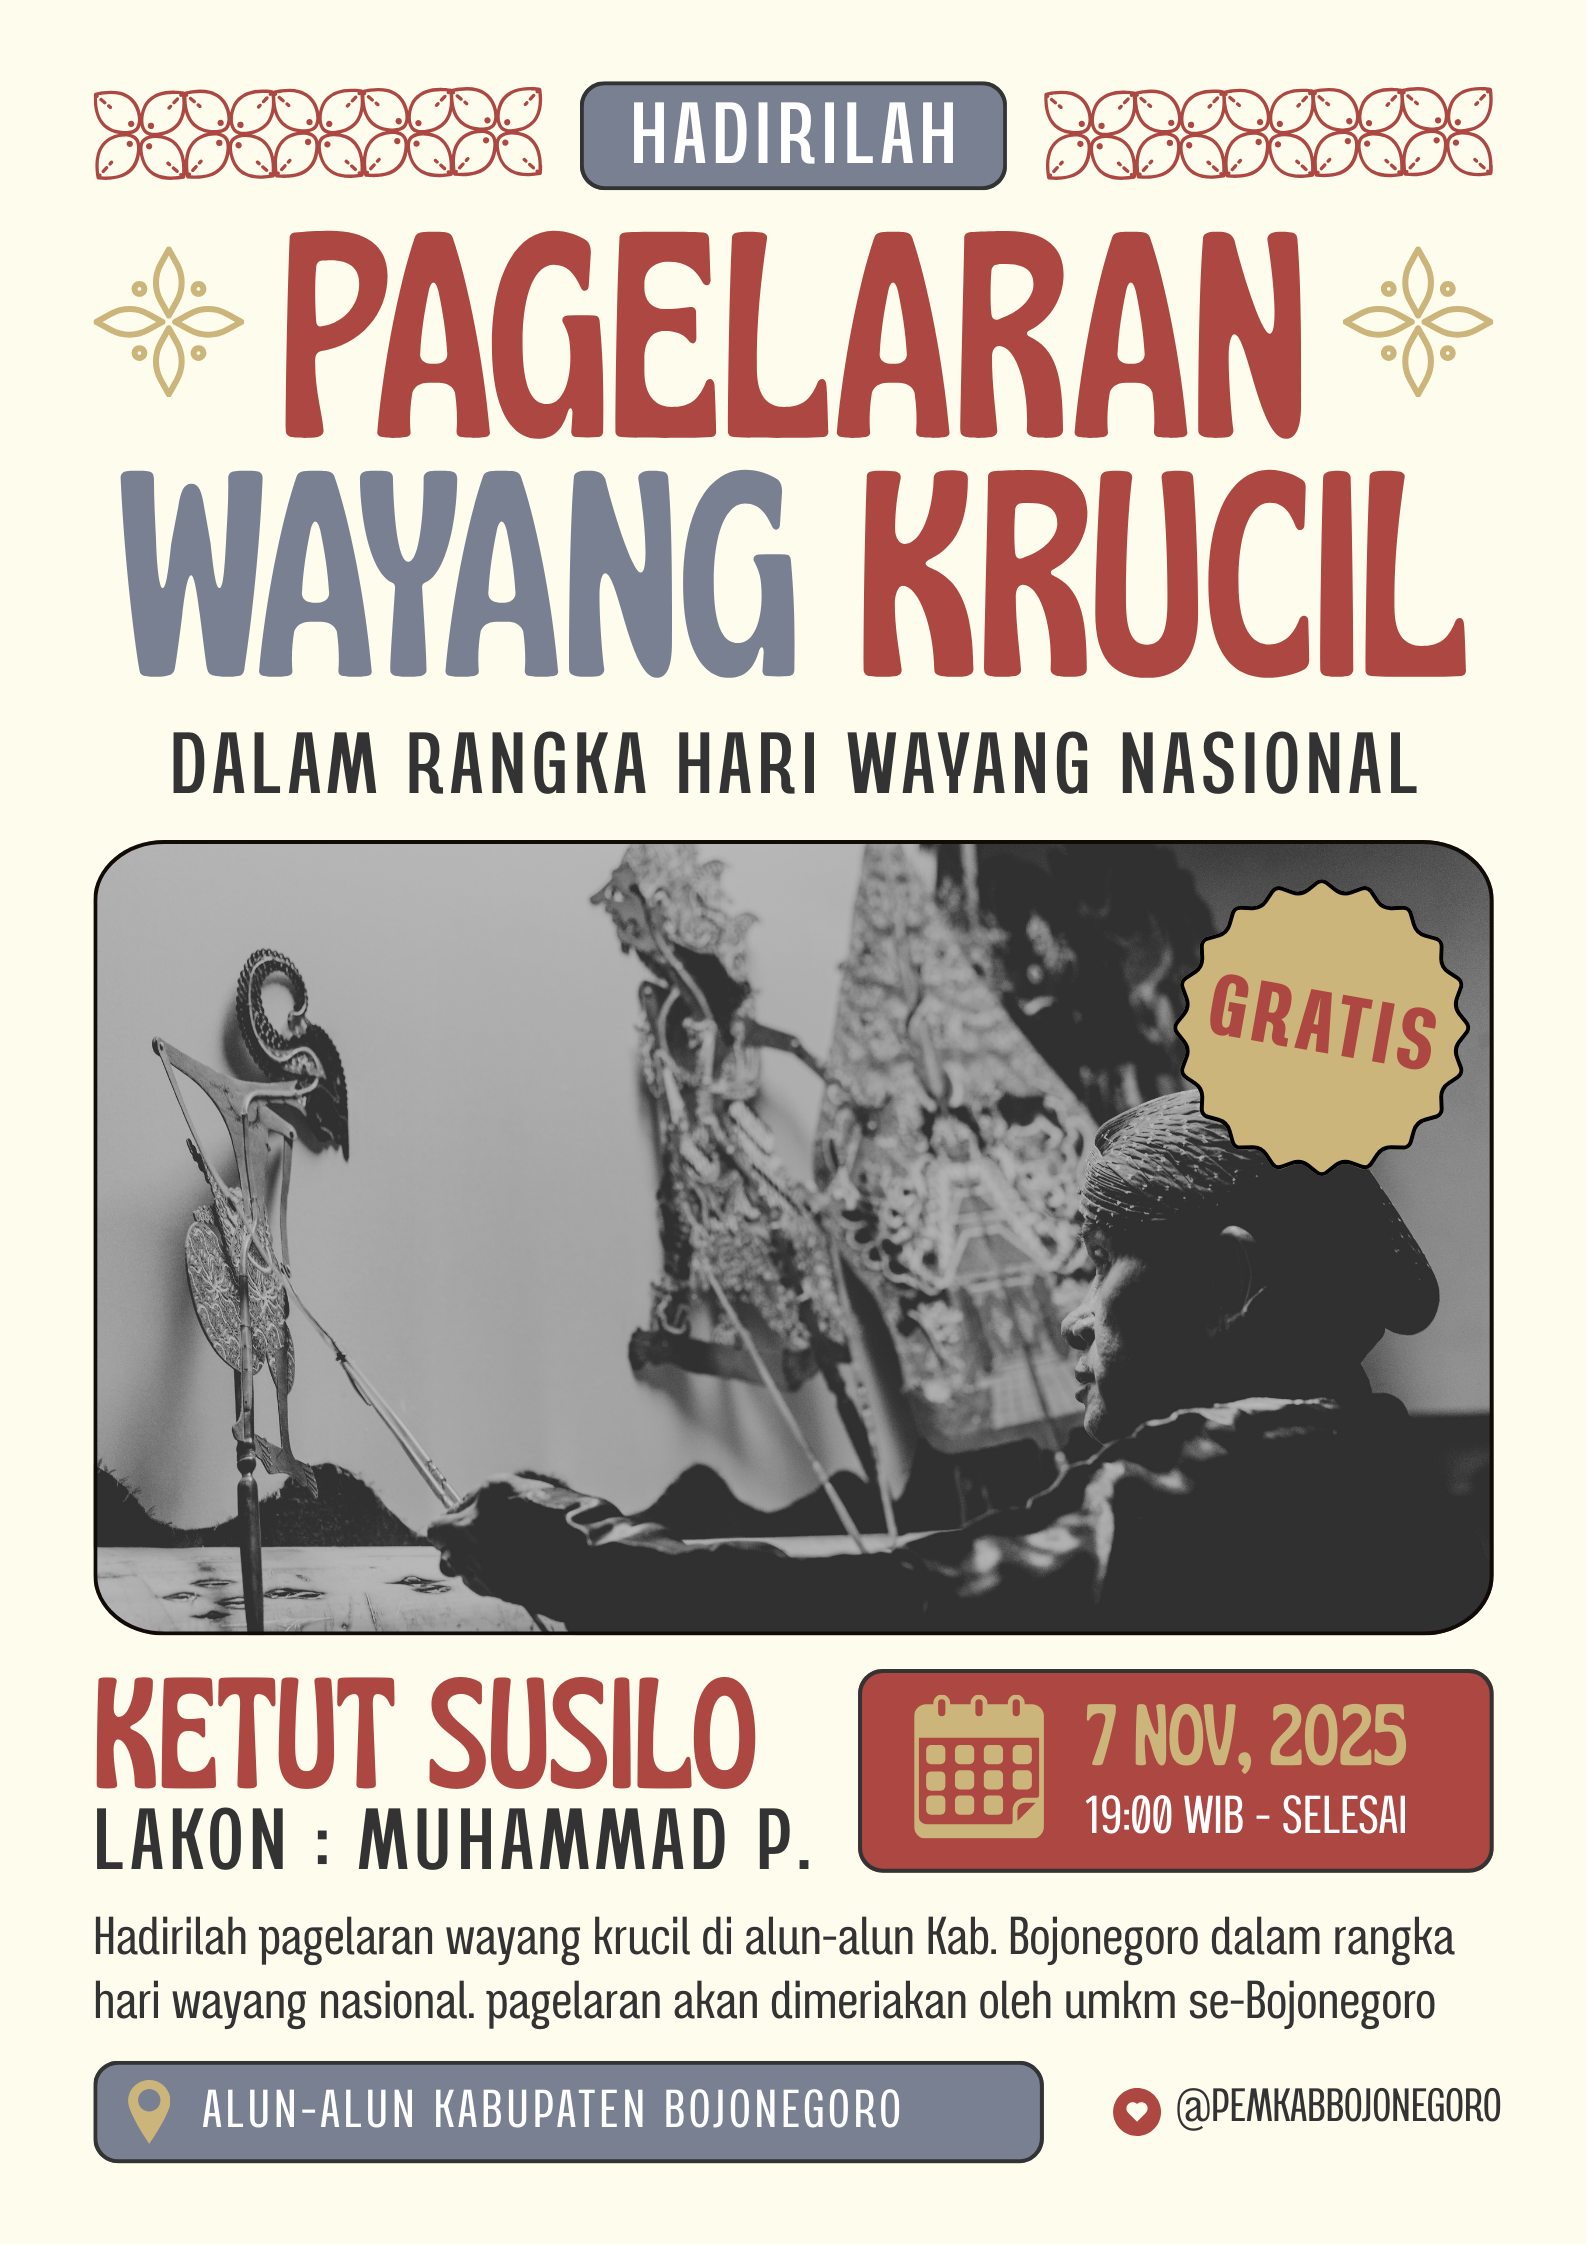 HADIRILAH
PAGELARAN
WAYANG KRUCIL
DALAM RANGKA HARI WAYANG NASIONAL
GRATIS
KETUT SUSILO
LAKON : MUHAMMAD P.
7 NOV, 2025
19:00 WIB - SELESAI
Hadirilah pagelaran wayang krucil di alun-alun Kab. Bojonegoro dalam rangka
hari wayang nasional. pagelaran akan dimeriakan oleh umkm se-Bojonegoro
ALUN-ALUN KABUPATEN BOJONEGORO
@PEMKABBOJONEGORO